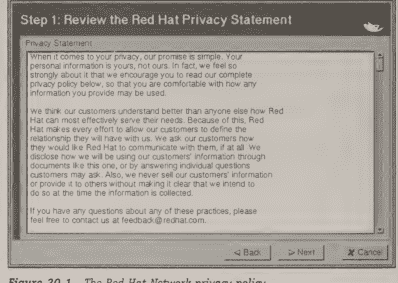 Step 1: Review the Red Hat Privacy Statement
Privacy Statement
When it comes to your privacy, our promise is simple. Your
personal information is yours, not ours. In fact, we feel so
strongly about it that we encourage you to read our complete
privacy policy below, so that you are comfortable with how any
information you provide may be used.
We think our customers understand better than anyone else how Red
Hat can most effectively serve their needs. Because of this, Red
Hat makes every effort to allow our customers to define the
relationship they will have with us. We ask our customers how
they would like Red Hat to communicate with them, if at all. We
disclose how we will be using our customers' information through
documents like this one, or by answering individual questions
customers may ask. Also, we never sell our customers' information
or provide it to others without making it clear that we intend to
do so at the time the information is collected.
If you have any questions about any of these practices, please
feel free to contact us at feedback@redhat.com.
Back Next Cancel
Figure 20-1 The Red Hat Network privacy policy